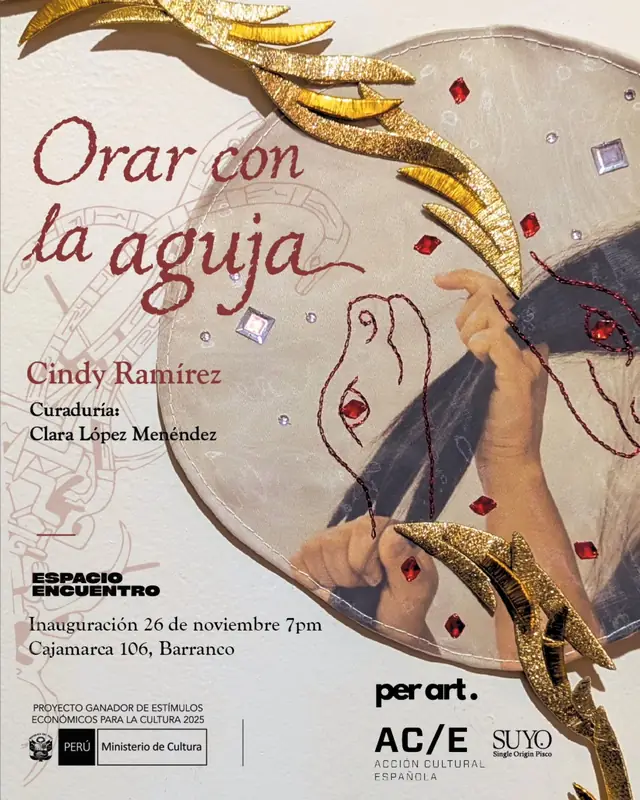 Orar con
la aguja
Cindy Ramírez
Curaduría:
Clara López Menéndez
ESPACIO
ENCUENTRO
Inauguración 26 de noviembre 7pm
Cajamarca 106, Barranco
PROYECTO GANADOR DE ESTÍMULOS
ECONÓMICOS PARA LA CULTURA 2025
PERÚ Ministerio de Cultura
per art.
AC/E
ACCIÓN CULTURAL
ESPAÑOLA
SUYO
Single Origin Pisco